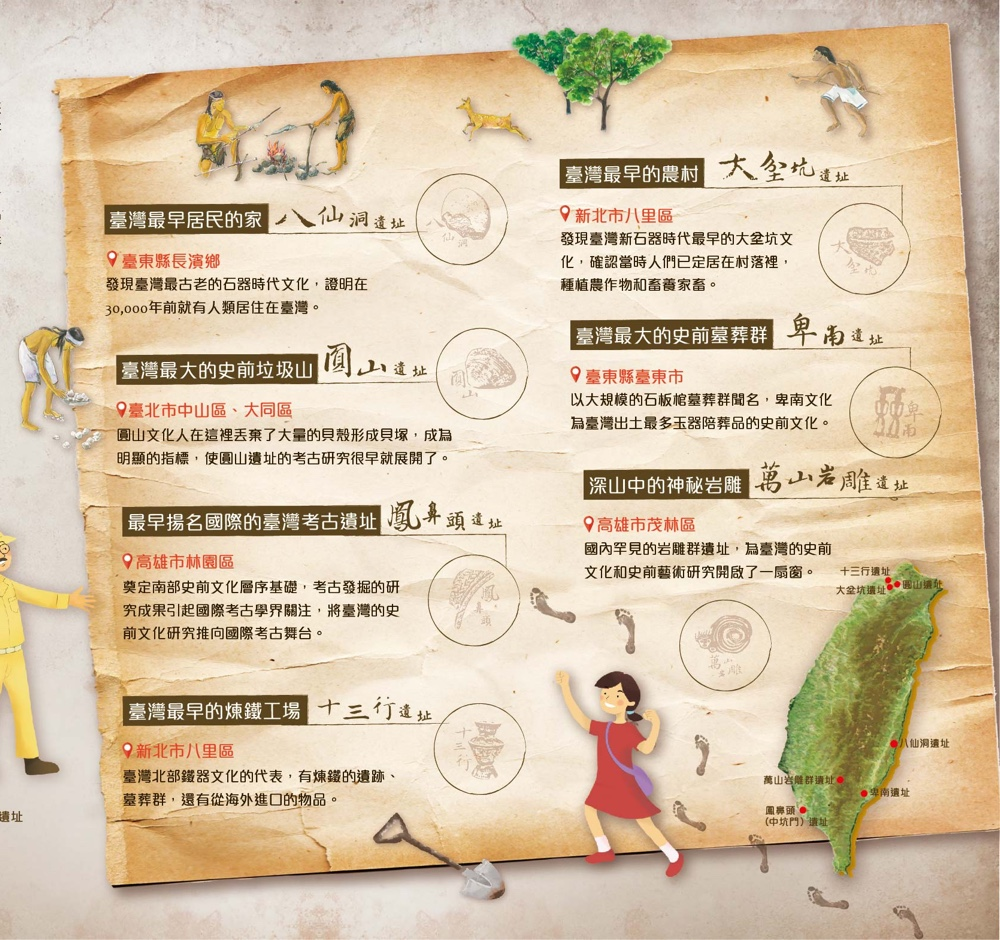 臺灣最早居民的家 八仙洞遺址
臺東縣長濱鄉
發現臺灣最古老的石器時代文化，證明在
30,000年前就有人類居住在臺灣。
八仙洞
臺灣最大的史前垃圾山 圓山遺址
臺北市中山區、大同區
圓山文化人在這裡丟棄了大量的貝殼形成貝塚，成為
明顯的指標，使圓山遺址的考古研究很早就展開了。
圓山
最早揚名國際的臺灣考古遺址 鳳鼻頭遺址
高雄市林園區
奠定南部史前文化層序基礎，考古發掘的研
究成果引起國際考古學界關注，將臺灣的史
前文化研究推向國際考古舞台。
鳳鼻頭
臺灣最早的煉鐵工場 十三行遺址
新北市八里區
臺灣北部鐵器文化的代表，有煉鐵的遺跡、
墓葬群，還有從海外進口的物品。
十三行
臺灣最早的農村 大坌坑遺址
新北市八里區
發現臺灣新石器時代最早的大坌坑文
化，確認當時人們已定居在村落裡，
種植農作物和畜養家畜。
臺灣最大的史前墓葬群 卑南遺址
臺東縣臺東市
以大規模的石板棺墓葬群聞名，卑南文化
為臺灣出土最多玉器陪葬品的史前文化。
卑南
深山中的神秘岩雕 萬山岩雕遺址
高雄市茂林區
國內罕見的岩雕群遺址，為臺灣的史前
文化和史前藝術研究開啟了一扇窗。
萬山岩雕
十三行遺址
大坌坑遺址
圓山遺址
八仙洞遺址
萬山岩雕群遺址
卑南遺址
鳳鼻頭
（中坑門）遺址
遺址